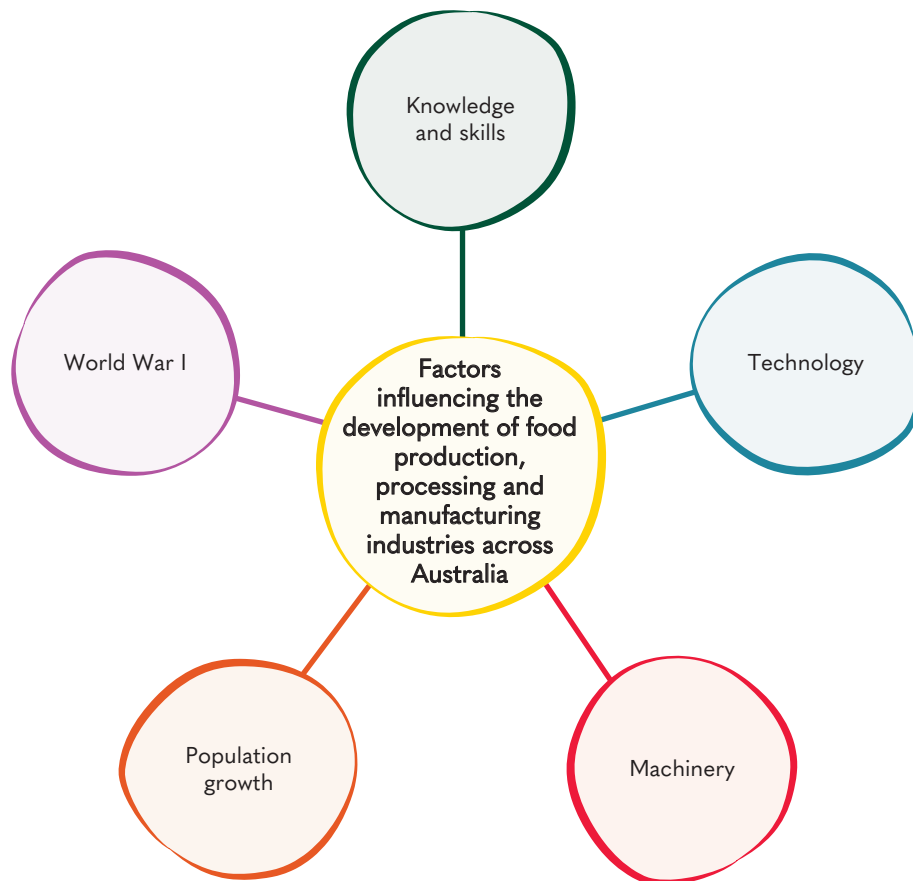 Knowledge
and skills
World War I
Technology
Factors
influencing the
development of food
production,
processing and
manufacturing
industries across
Australia
Population
growth
Machinery